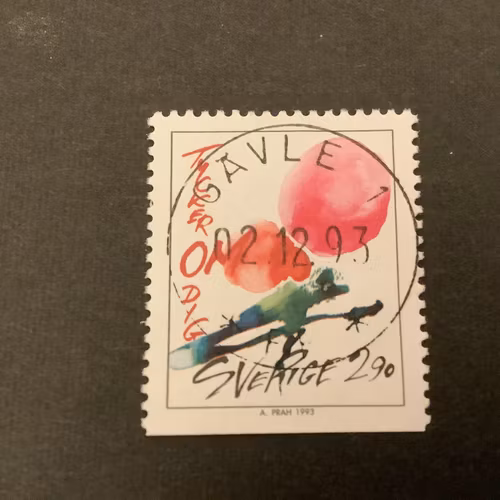 GÄVLE 1
02.12.93
TYCKER
OM
DIG
SVERIGE 290
A. PRAH 1993